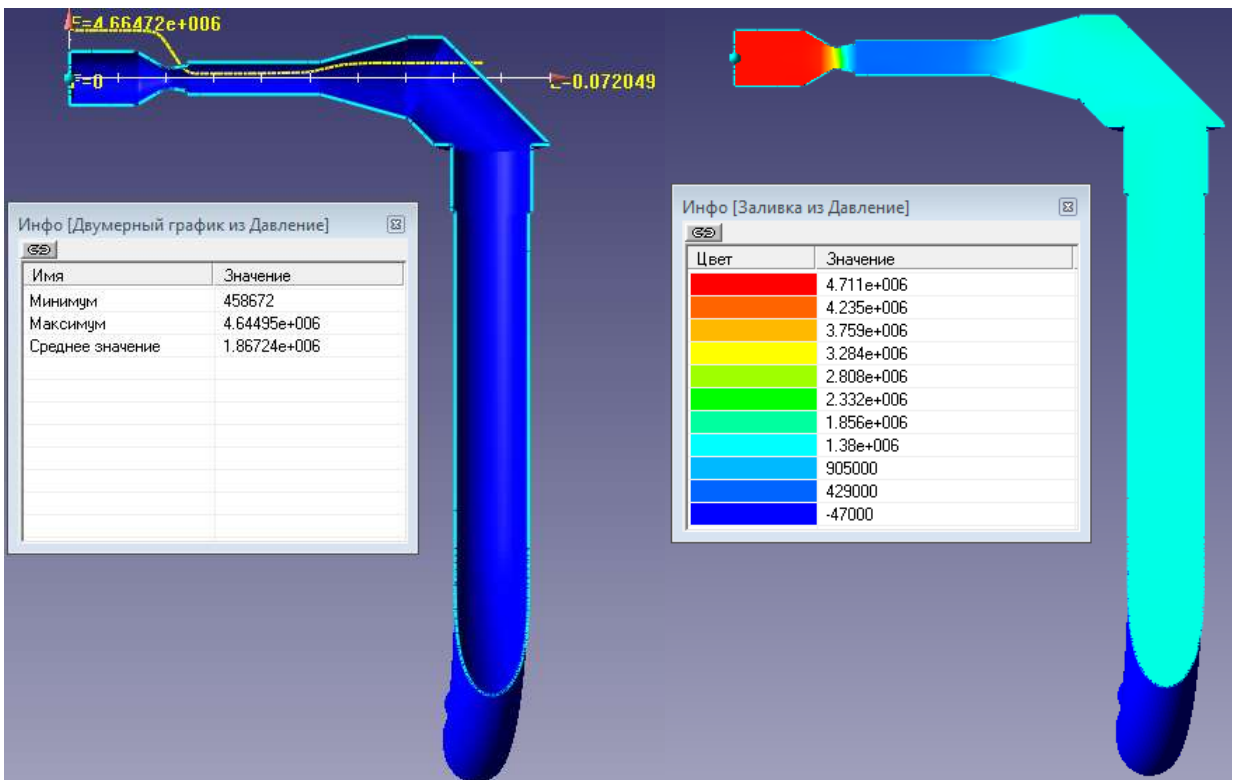 F=4.66472e+006
F=0
L=0.072049
Инфо [Двумерный график из Давление]
Имя Значение
Минимум 458672
Максимум 4.64495e+006
Среднее значение 1.86724e+006
Инфо [Заливка из Давление]
Цвет Значение
4.711e+006
4.235e+006
3.759e+006
3.284e+006
2.808e+006
2.332e+006
1.856e+006
1.38e+006
905000
429000
-47000